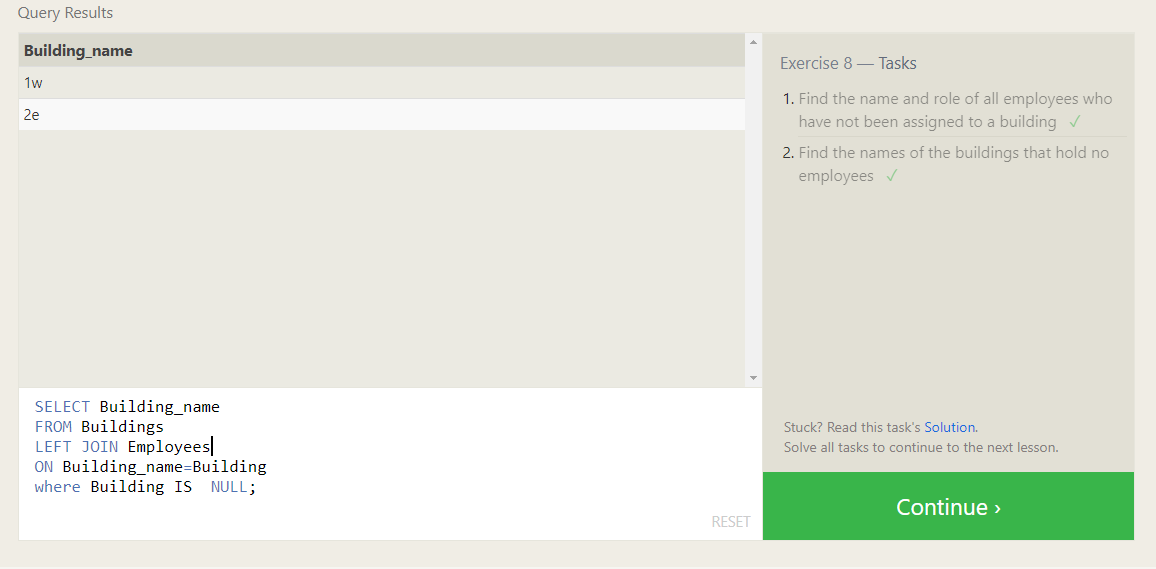 Query Results
Building_name
1w
2e
SELECT Building_name
FROM Buildings
LEFT JOIN Employees
ON Building_name=Building
where Building IS  NULL;
RESET
Exercise 8 — Tasks
1. Find the name and role of all employees who
have not been assigned to a building ✓
2. Find the names of the buildings that hold no
employees ✓
Stuck? Read this task's Solution.
Solve all tasks to continue to the next lesson.
Continue ›